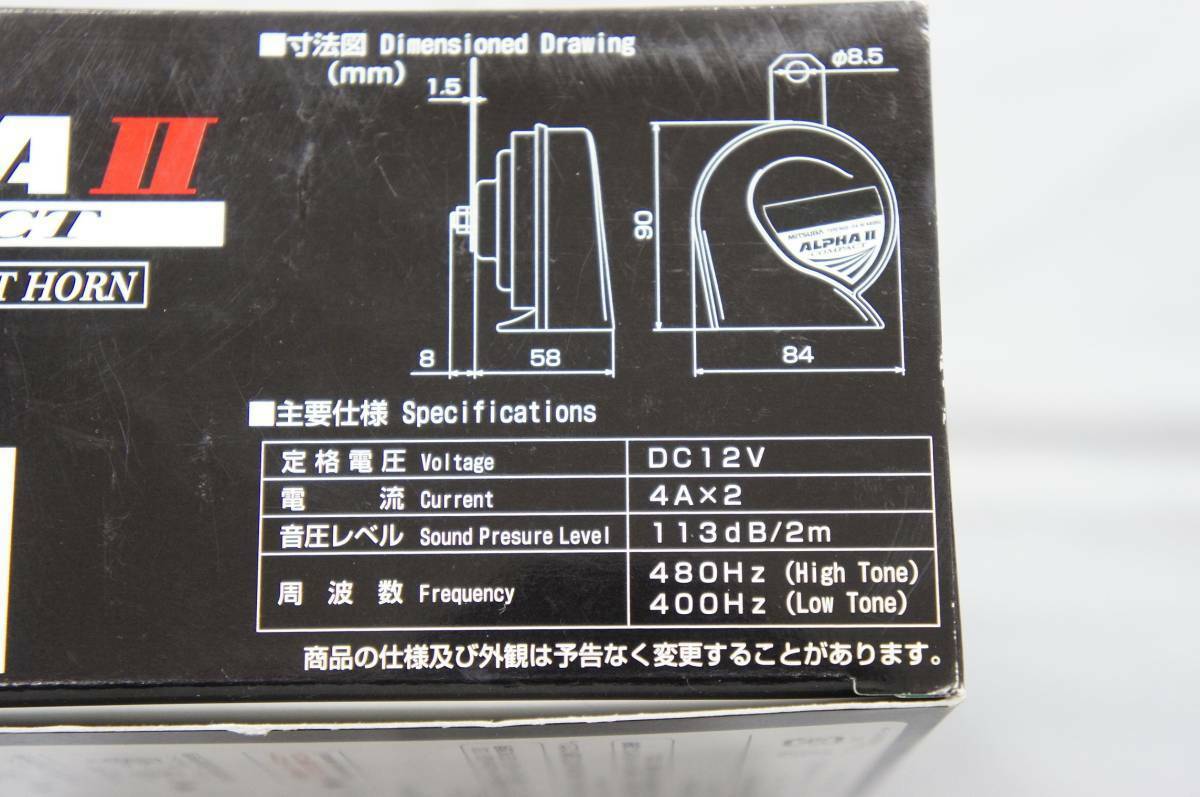 A II
CT
T HORN
■寸法図 Dimensioned Drawing
(mm)
1.5
φ8.5
90
MITSUBA
ALPHA II
COMPACT
8
58
84
■主要仕様 Specifications
定格電圧 Voltage DC12V
電流 Current 4A×2
音圧レベル Sound Presure Level 113dB/2m
周波数 Frequency 480Hz (High Tone)
400Hz (Low Tone)
商品の仕様及び外観は予告なく変更することがあります。